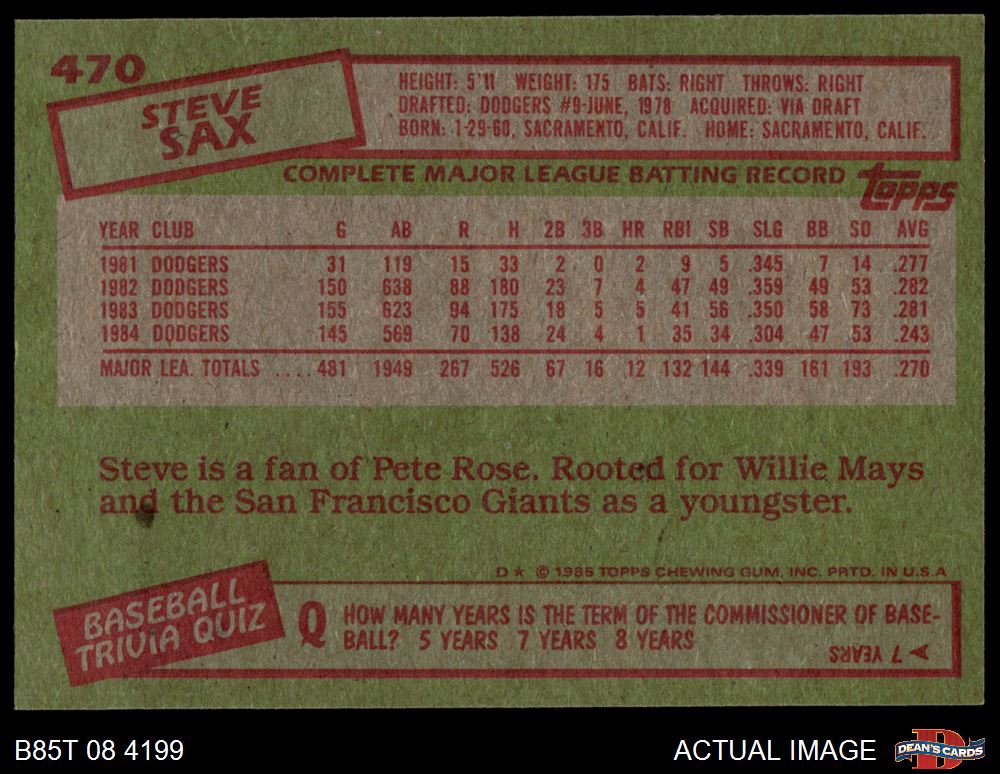 470
STEVE
SAX
HEIGHT: 5'11 WEIGHT: 175 BATS: RIGHT THROWS: RIGHT
DRAFTED: DODGERS #9-JUNE, 1978 ACQUIRED: VIA DRAFT
BORN: 1-29-60, SACRAMENTO, CALIF. HOME: SACRAMENTO, CALIF.
COMPLETE MAJOR LEAGUE BATTING RECORD
topps
YEAR CLUB G AB R H 2B 3B HR RBI SB SLG BB SO AVG
1981 DODGERS 31 119 15 33 2 0 2 9 5 .345 7 14 .277
1982 DODGERS 150 638 88 180 23 7 4 47 49 .359 49 53 .282
1983 DODGERS 155 623 94 175 18 5 5 41 56 .350 58 73 .281
1984 DODGERS 145 569 70 138 24 4 1 35 34 .304 47 53 .243
MAJOR LEA. TOTALS ....481 1949 267 526 67 16 12 132 144 .339 161 193 .270
Steve is a fan of Pete Rose. Rooted for Willie Mays
and the San Francisco Giants as a youngster.
D★ © 1985 TOPPS CHEWING GUM, INC. PRTD. IN U.S.A
BASEBALL
TRIVIA QUIZ
Q HOW MANY YEARS IS THE TERM OF THE COMMISSIONER OF BASE-
BALL? 5 YEARS 7 YEARS 8 YEARS
7 YEARS
B85T 08 4199
ACTUAL IMAGE
D
DEAN'S CARDS